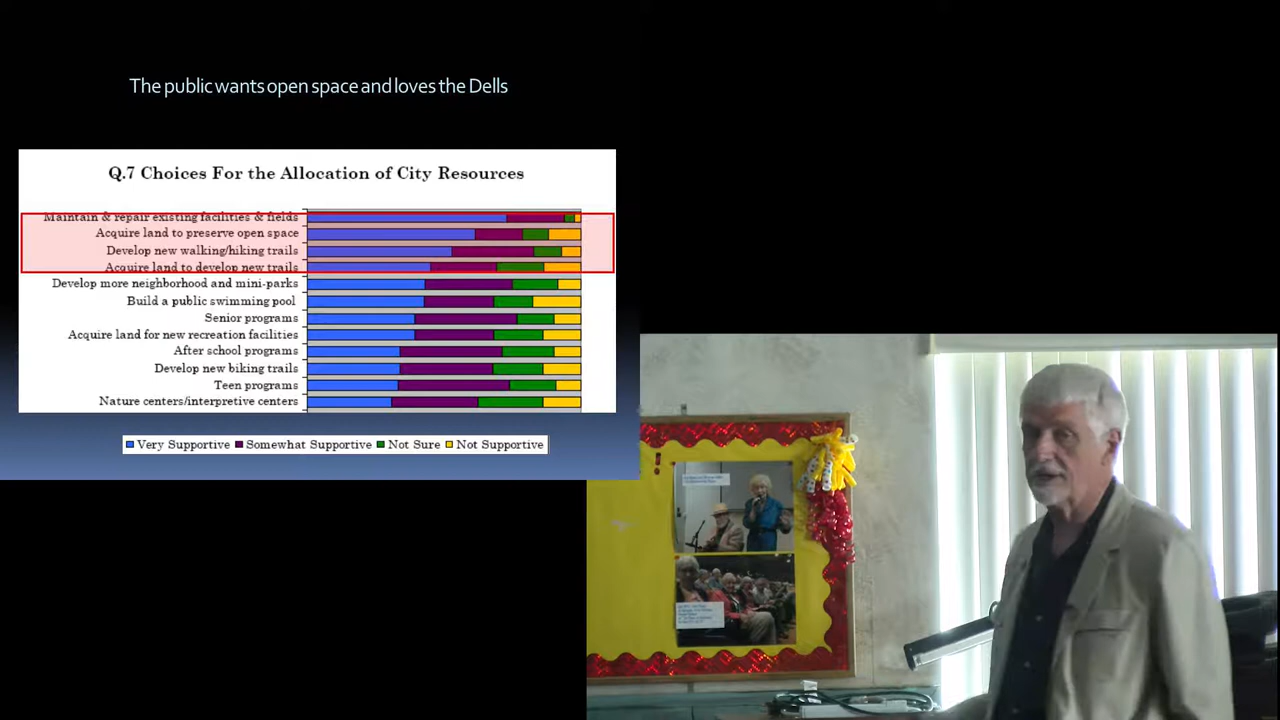 The public wants open space and loves the Dells
Q.7 Choices For the Allocation of City Resources
Maintain & repair existing facilities & fields
Acquire land to preserve open space
Develop new walking/hiking trails
Acquire land to develop new trails
Develop more neighborhood and mini-parks
Build a public swimming pool
Senior programs
Acquire land for new recreation facilities
After school programs
Develop new biking trails
Teen programs
Nature centers/interpretive centers
Very Supportive Somewhat Supportive Not Sure Not Supportive
!